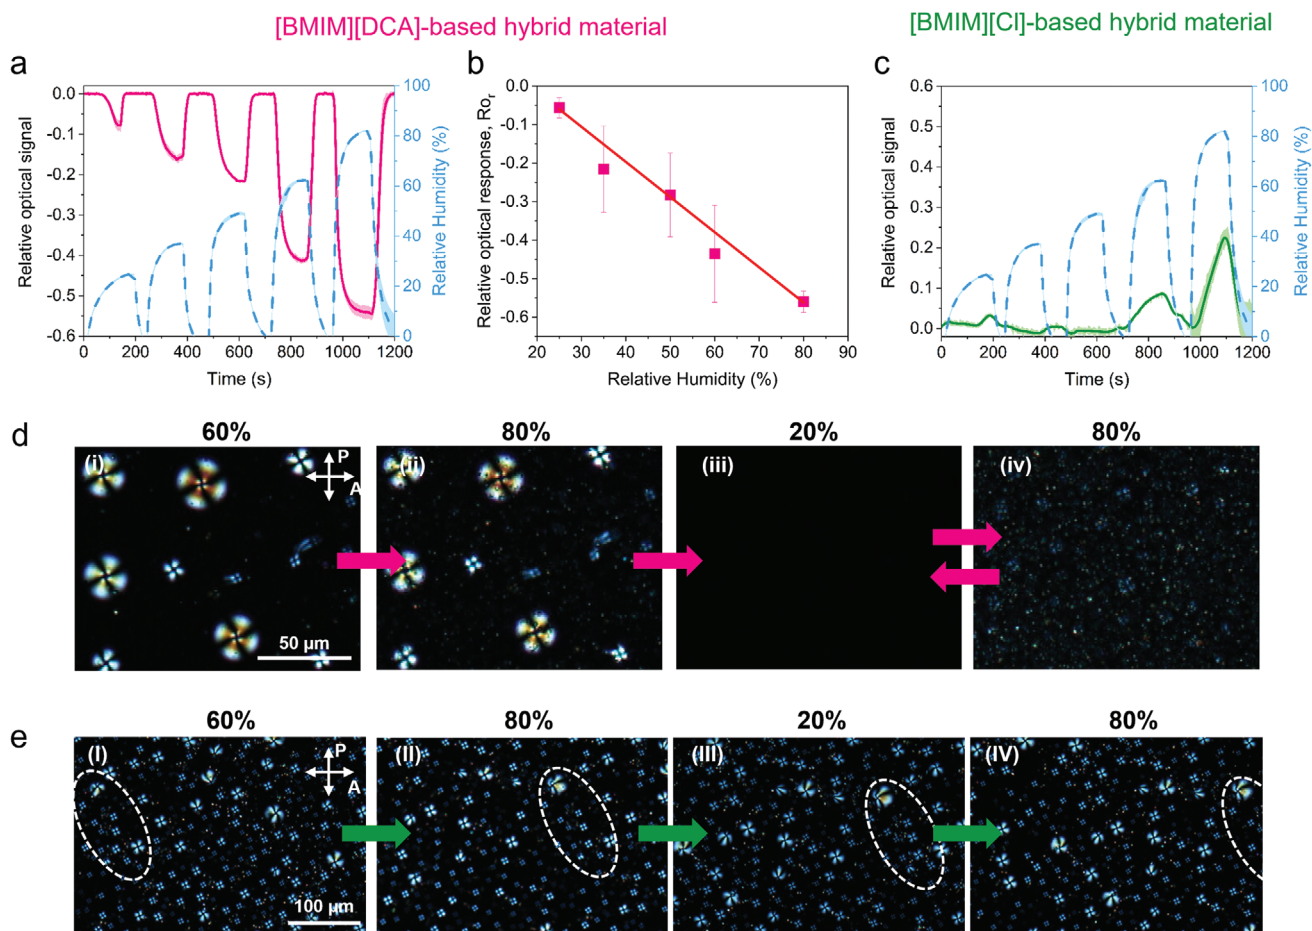 [BMIM][DCA]-based hybrid material
[BMIM][Cl]-based hybrid material
a
0.0
-0.1
-0.2
-0.3
-0.4
-0.5
-0.6
Relative optical signal
0 200 400 600 800 1000 1200
Time (s)
100
80
60
40
20
0
Relative Humidity (%)
b
0.0
-0.1
-0.2
-0.3
-0.4
-0.5
-0.6
Relative optical response, Ro_r
20 30 40 50 60 70 80 90
Relative Humidity (%)
c
0.6
0.5
0.4
0.3
0.2
0.1
0.0
Relative optical signal
0 200 400 600 800 1000 1200
Time (s)
100
80
60
40
20
0
Relative Humidity (%)
d
60% 80% 20% 80%
(i) P A (ii) (iii) (iv)
50 µm
e
60% 80% 20% 80%
(I) P A (II) (III) (IV)
100 µm